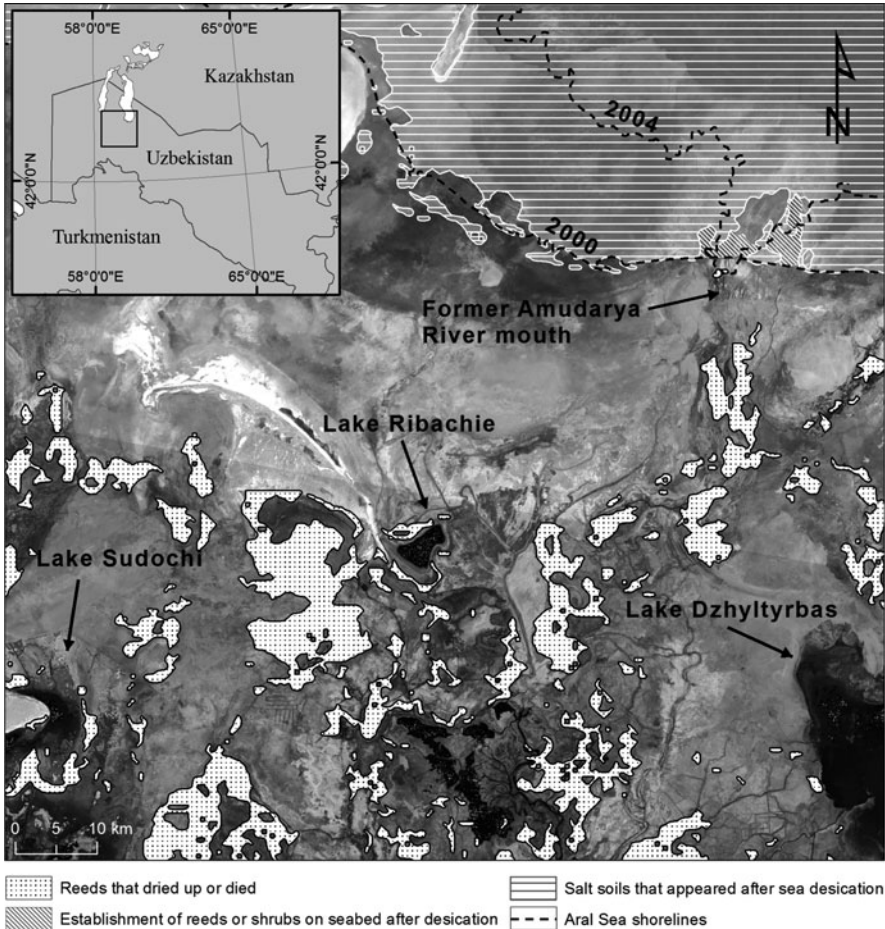 58°0'0"E
65°0'0"E
Kazakhstan
Uzbekistan
Turkmenistan
42°0'0"N
42°0'0"N
58°0'0"E
65°0'0"E
2004
N
2000
Former Amudarya
River mouth
Lake Ribachie
Lake Sudochi
Lake Dzhyltyrbas
0 5 10 km
Reeds that dried up or died
Salt soils that appeared after sea desication
Establishment of reeds or shrubs on seabed after desication
Aral Sea shorelines